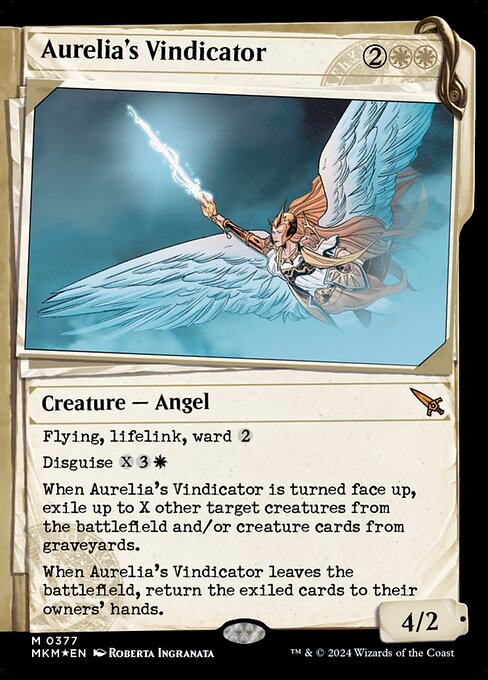 Aurelia's Vindicator 2
Creature — Angel
Flying, lifelink, ward 2
Disguise X 3
When Aurelia's Vindicator is turned face up,
exile up to X other target creatures from
the battlefield and/or creature cards from
graveyards.
When Aurelia's Vindicator leaves the
battlefield, return the exiled cards to their
owners' hands.
4/2
M 0377
MKM★EN Roberta Ingranata
™ & © 2024 Wizards of the Coast